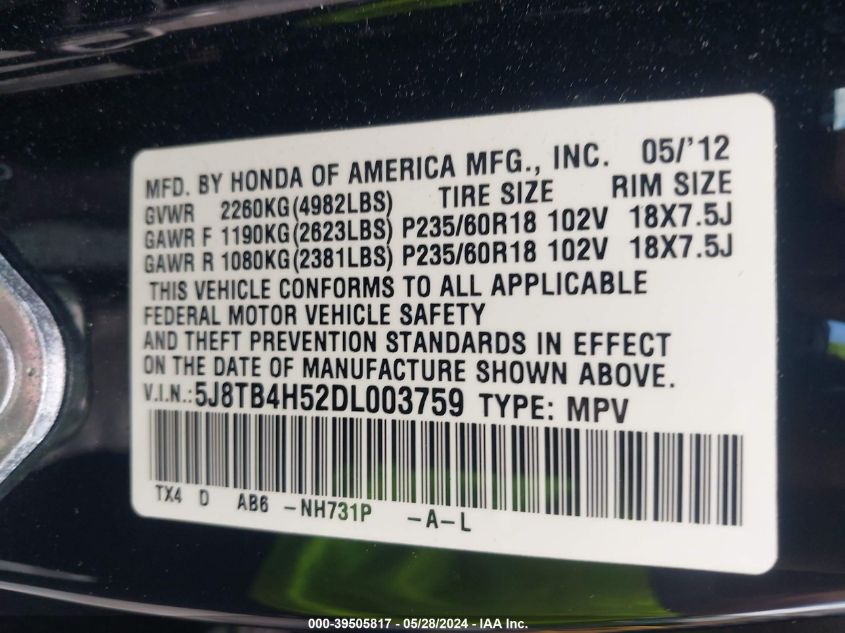 MFD. BY HONDA OF AMERICA MFG., INC. 05/'12
GVWR 2260KG(4982LBS) TIRE SIZE RIM SIZE
GAWR F 1190KG(2623LBS) P235/60R18 102V 18X7.5J
GAWR R 1080KG(2381LBS) P235/60R18 102V 18X7.5J
THIS VEHICLE CONFORMS TO ALL APPLICABLE
FEDERAL MOTOR VEHICLE SAFETY
AND THEFT PREVENTION STANDARDS IN EFFECT
ON THE DATE OF MANUFACTURE SHOWN ABOVE.
V.I.N.:5J8TB4H52DL003759 TYPE: MPV
TX4 D AB6 -NH731P -A-L
000-39505817 - 05/28/2024 - IAA Inc.